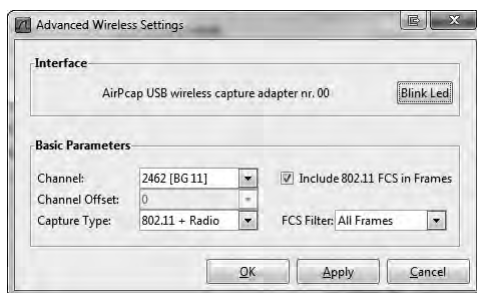 Advanced Wireless Settings
Interface
AirPcap USB wireless capture adapter nr. 00 Blink Led
Basic Parameters
Channel: 2462 [BG 11] Include 802.11 FCS in Frames
Channel Offset: 0
Capture Type: 802.11 + Radio FCS Filter: All Frames
OK Apply Cancel